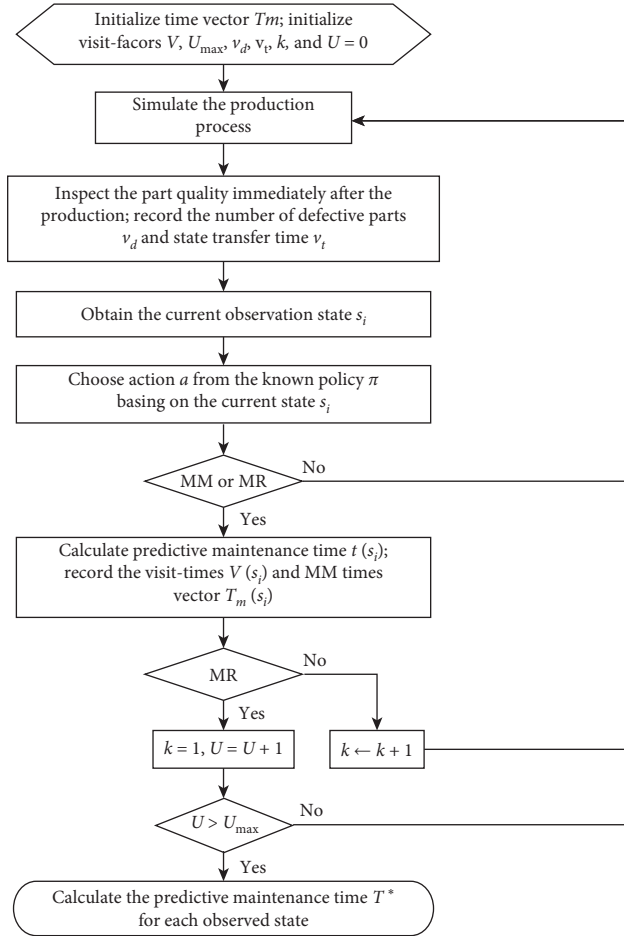 Initialize time vector Tm; initialize
visit-facors V, Umax, vd, vt, k, and U = 0
Simulate the production
process
Inspect the part quality immediately after the
production; record the number of defective parts
vd and state transfer time vt
Obtain the current observation state si
Choose action a from the known policy π
basing on the current state si
MM or MR
No
Yes
Calculate predictive maintenance time t (si);
record the visit-times V (si) and MM times
vector Tm (si)
MR
No
Yes
k = 1, U = U + 1
k ← k + 1
U > Umax
No
Yes
Calculate the predictive maintenance time T*
for each observed state